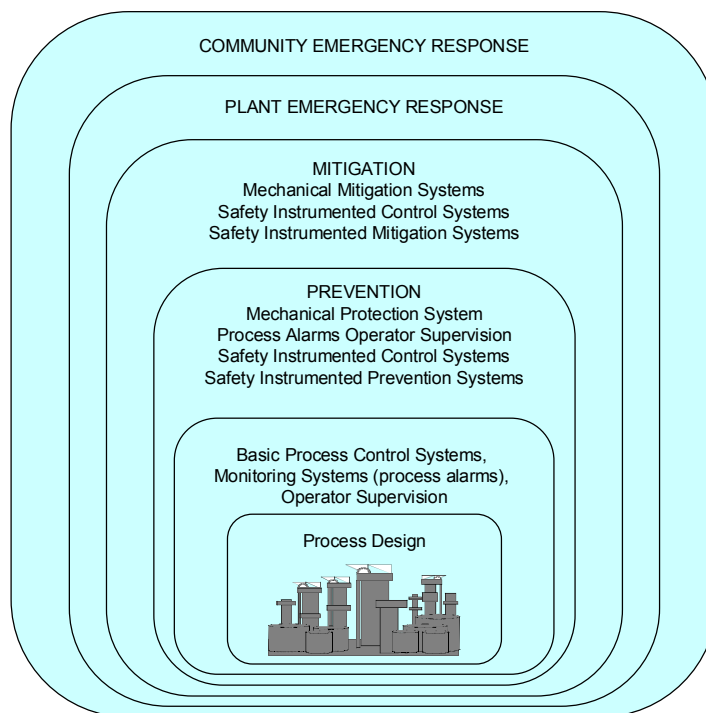 COMMUNITY EMERGENCY RESPONSE
PLANT EMERGENCY RESPONSE
MITIGATION
Mechanical Mitigation Systems
Safety Instrumented Control Systems
Safety Instrumented Mitigation Systems
PREVENTION
Mechanical Protection System
Process Alarms Operator Supervision
Safety Instrumented Control Systems
Safety Instrumented Prevention Systems
Basic Process Control Systems,
Monitoring Systems (process alarms),
Operator Supervision
Process Design